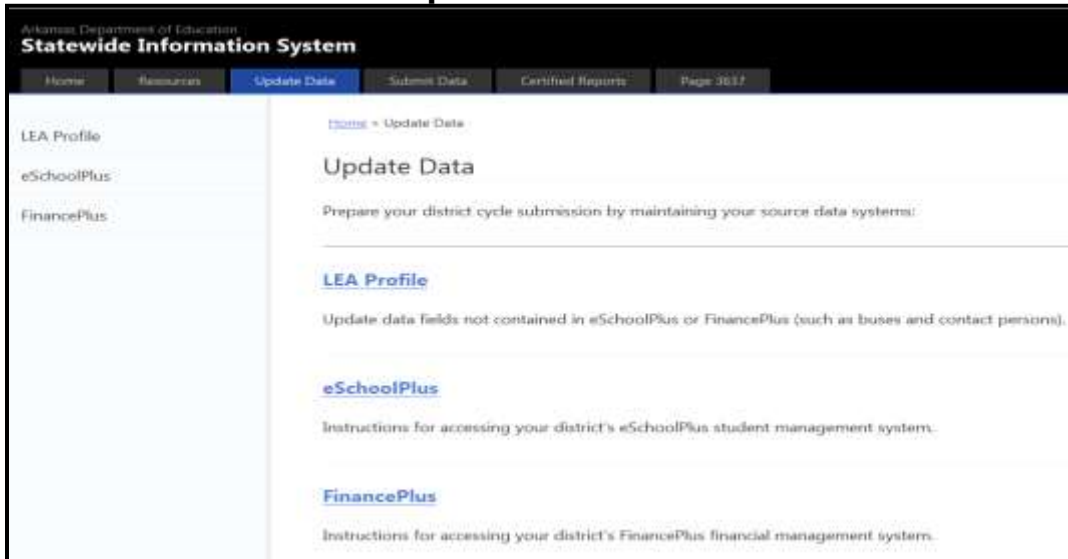 Arkansas Department of Education
Statewide Information System
Home Resources Update Data Submit Data Certified Reports Page 3637
LEA Profile
eSchoolPlus
FinancePlus
Home » Update Data
Update Data
Prepare your district cycle submission by maintaining your source data systems:
LEA Profile
Update data fields not contained in eSchoolPlus or FinancePlus (such as buses and contact persons).
eSchoolPlus
Instructions for accessing your district's eSchoolPlus student management system.
FinancePlus
Instructions for accessing your district's FinancePlus financial management system.